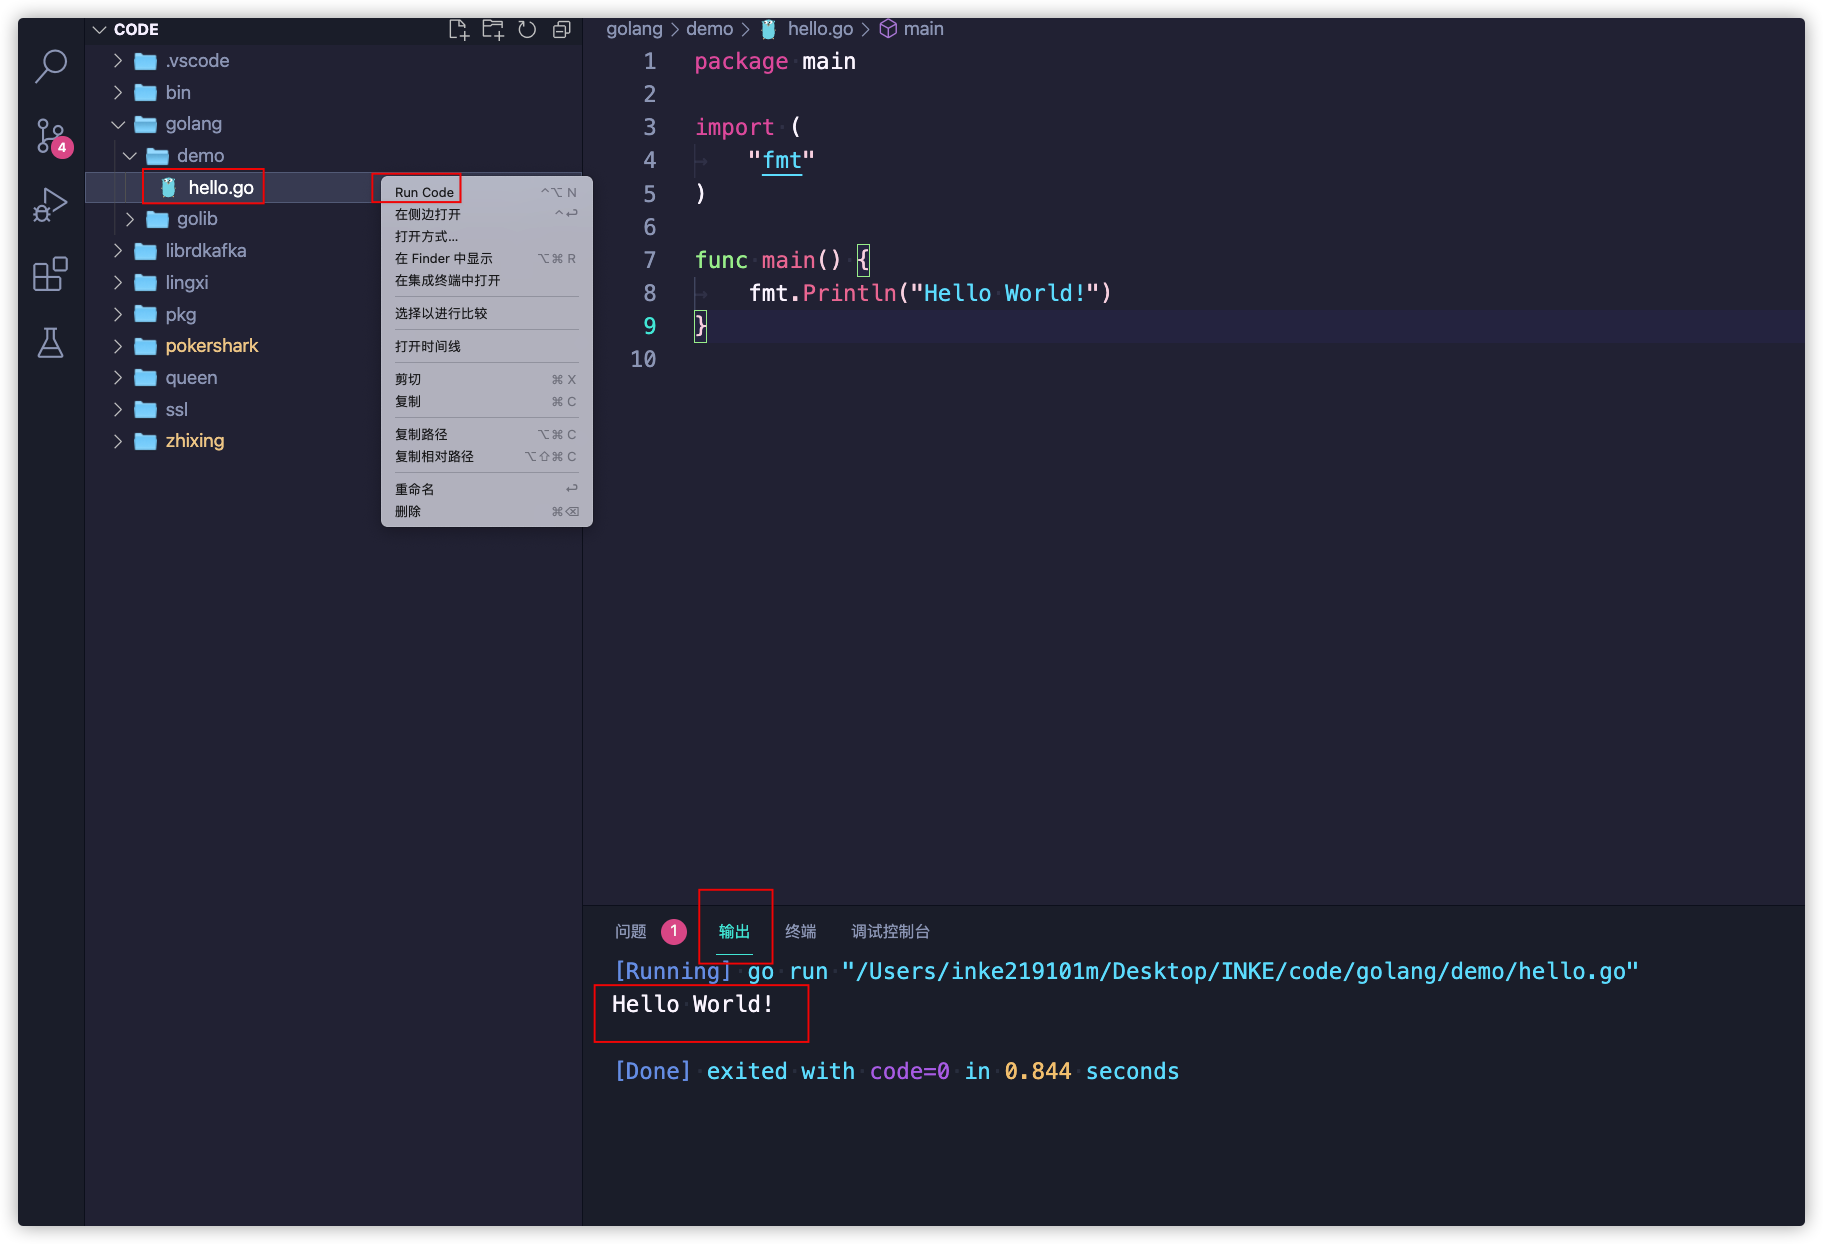 CODE
.vscode
bin
golang
demo
hello.go
golib
librdkafka
lingxi
pkg
pokershark
queen
ssl
zhixing
4
Run Code ⌃⌥ N
在侧边打开 ⌃↩
打开方式...
在 Finder 中显示 ⌥⌘ R
在集成终端中打开
选择以进行比较
打开时间线
剪切 ⌘ X
复制 ⌘ C
复制路径 ⌥⌘ C
复制相对路径 ⌥⇧⌘ C
重命名 ↩
删除 ⌘⌫
golang > demo > hello.go > main
1 package main
2
3 import (
4 "fmt"
5 )
6
7 func main() {
8 fmt.Println("Hello World!")
9 }
10
问题 1 输出 终端 调试控制台
[Running] go run "/Users/inke219101m/Desktop/INKE/code/golang/demo/hello.go"
Hello World!
[Done] exited with code=0 in 0.844 seconds